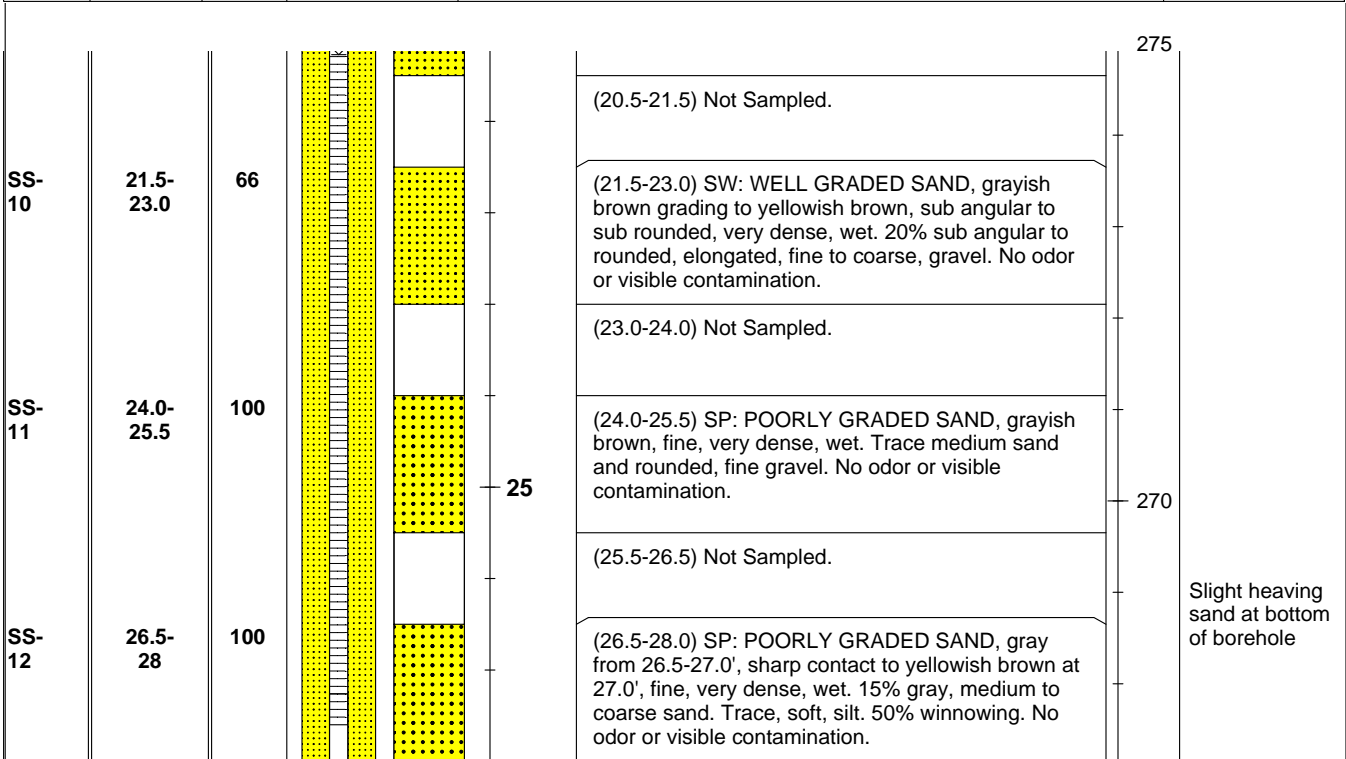 275
(20.5-21.5) Not Sampled.
SS-
10
21.5-
23.0
66
(21.5-23.0) SW: WELL GRADED SAND, grayish
brown grading to yellowish brown, sub angular to
sub rounded, very dense, wet. 20% sub angular to
rounded, elongated, fine to coarse, gravel. No odor
or visible contamination.
(23.0-24.0) Not Sampled.
SS-
11
24.0-
25.5
100
(24.0-25.5) SP: POORLY GRADED SAND, grayish
brown, fine, very dense, wet. Trace medium sand
and rounded, fine gravel. No odor or visible
contamination.
25
270
(25.5-26.5) Not Sampled.
Slight heaving
sand at bottom
of borehole
SS-
12
26.5-
28
100
(26.5-28.0) SP: POORLY GRADED SAND, gray
from 26.5-27.0', sharp contact to yellowish brown at
27.0', fine, very dense, wet. 15% gray, medium to
coarse sand. Trace, soft, silt. 50% winnowing. No
odor or visible contamination.